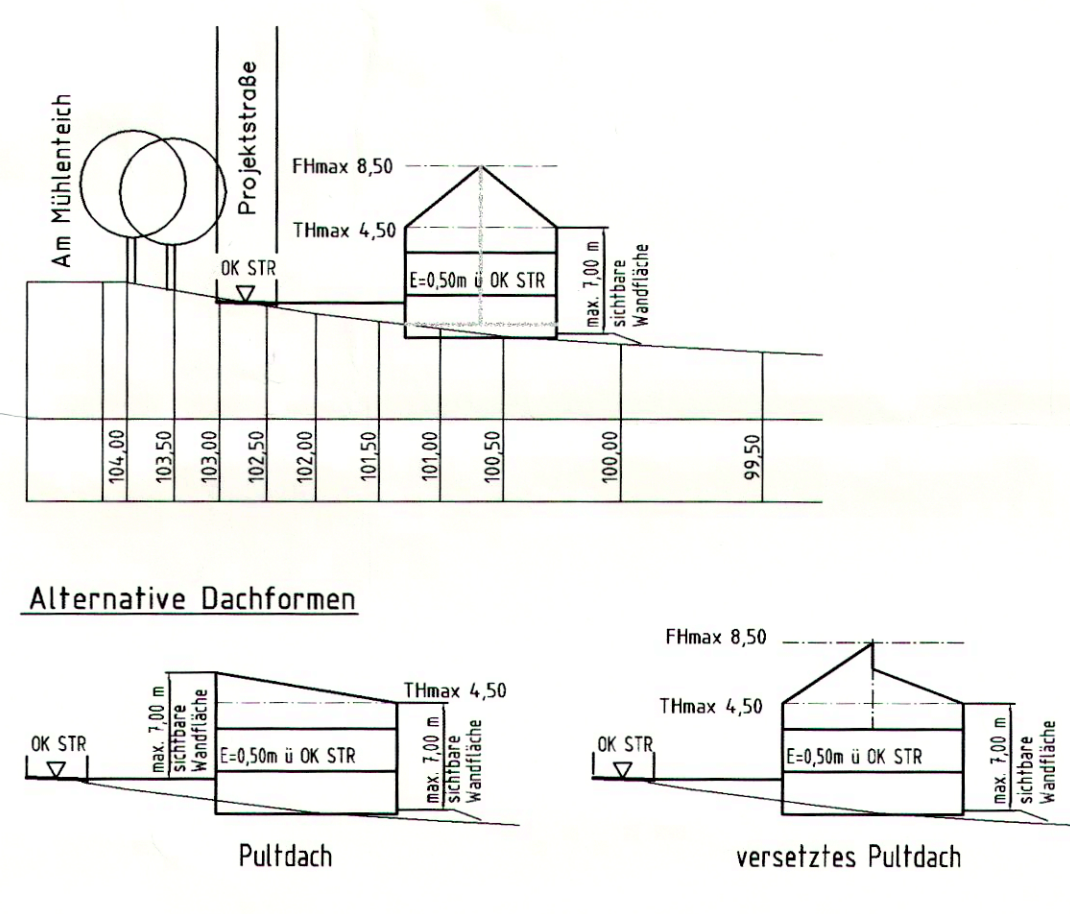 Am Mühlenteich
Projektstraße
FHmax 8,50
THmax 4,50
OK STR
E=0,50m ü OK STR
max. 7,00 m
sichtbare
Wandfläche
104,00
103,50
103,00
102,50
102,00
101,50
101,00
100,50
100,00
99,50
Alternative Dachformen
OK STR
max. 7,00 m
sichtbare
Wandfläche
THmax 4,50
E=0,50m ü OK STR
max. 7,00 m
sichtbare
Wandfläche
Pultdach
FHmax 8,50
THmax 4,50
OK STR
E=0,50m ü OK STR
max. 7,00 m
sichtbare
Wandfläche
versetztes Pultdach